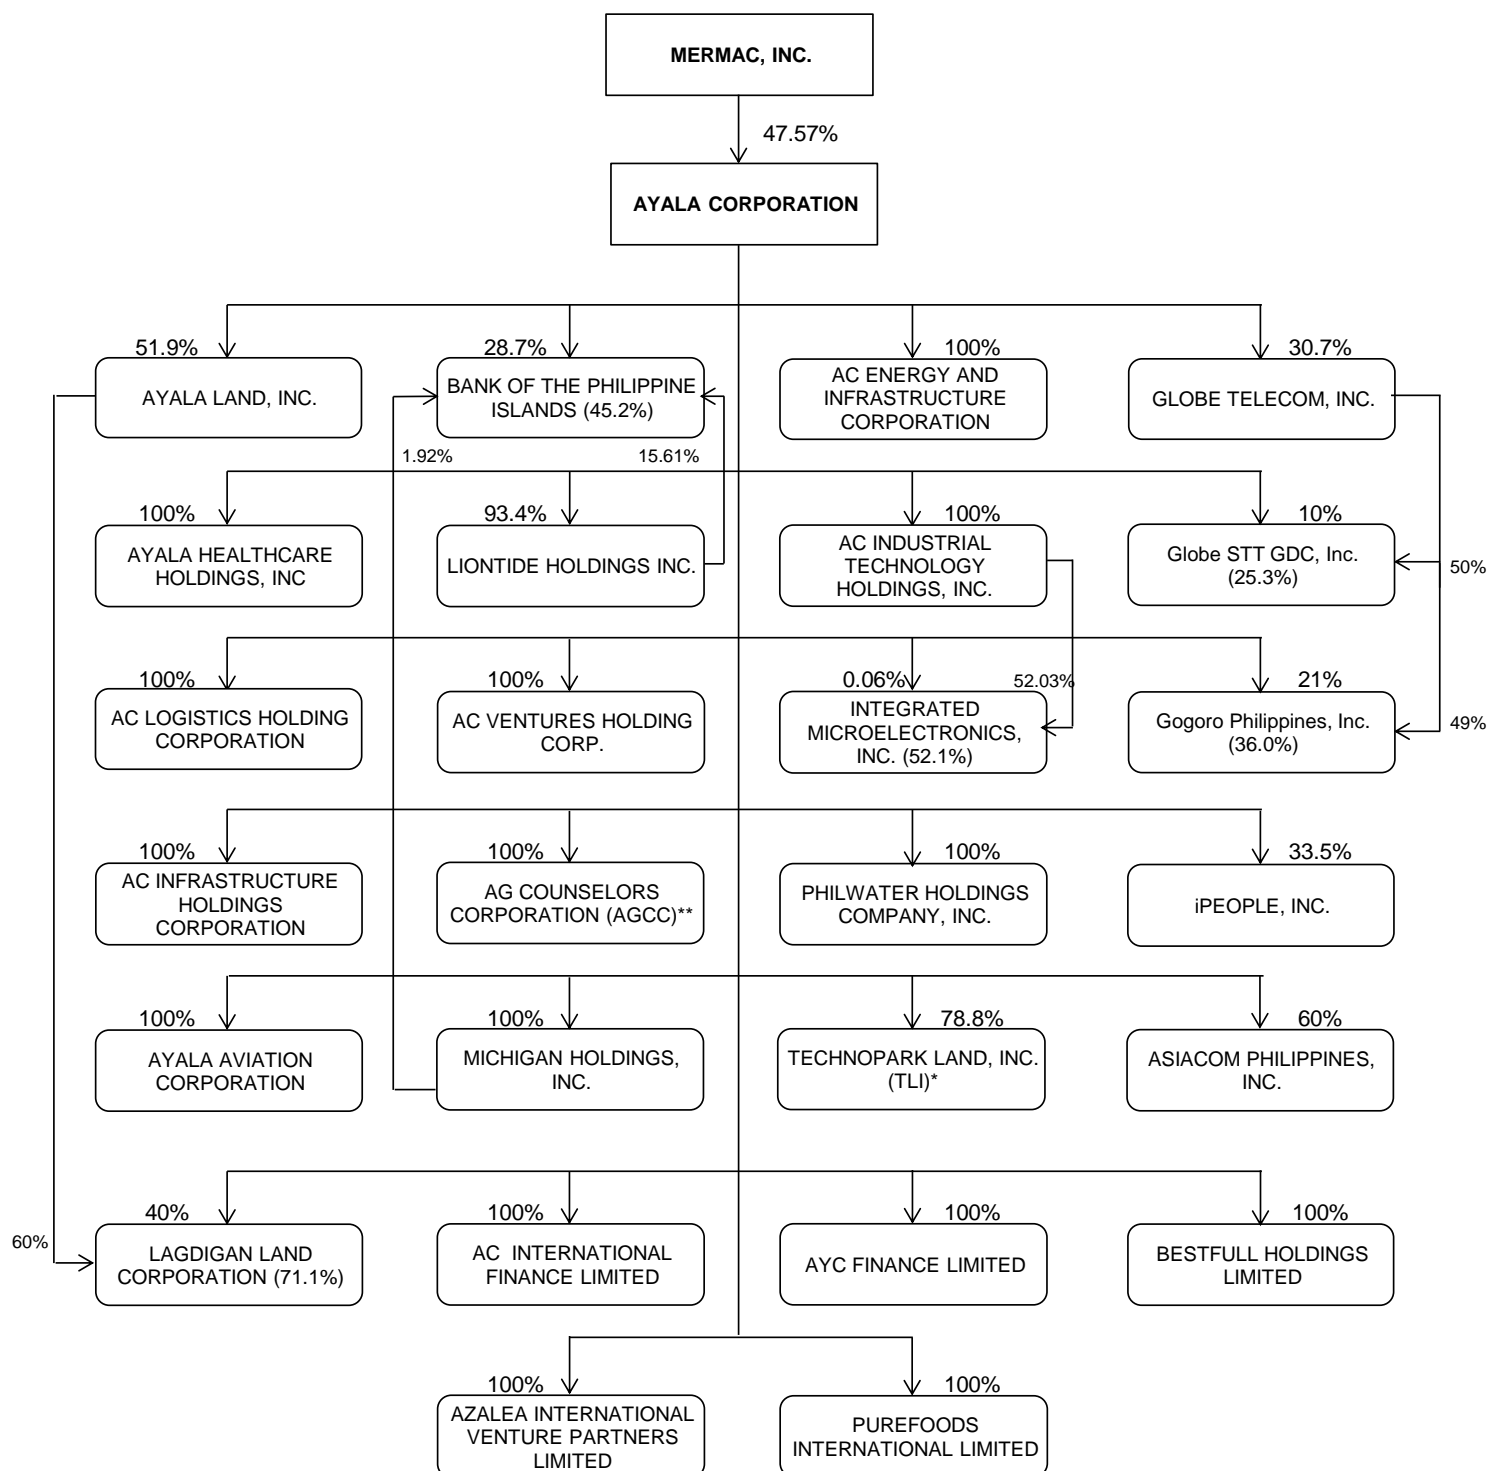 MERMAC, INC.
47.57%
AYALA CORPORATION
51.9%
28.7%
100%
30.7%
AYALA LAND, INC.
BANK OF THE PHILIPPINE
ISLANDS (45.2%)
AC ENERGY AND
INFRASTRUCTURE
CORPORATION
GLOBE TELECOM, INC.
1.92%
15.61%
100%
93.4%
100%
10%
AYALA HEALTHCARE
HOLDINGS, INC
LIONTIDE HOLDINGS INC.
AC INDUSTRIAL
TECHNOLOGY
HOLDINGS, INC.
Globe STT GDC, Inc.
(25.3%)
50%
100%
100%
0.06%
52.03%
21%
AC LOGISTICS HOLDING
CORPORATION
AC VENTURES HOLDING
CORP.
INTEGRATED
MICROELECTRONICS,
INC. (52.1%)
Gogoro Philippines, Inc.
(36.0%)
49%
100%
100%
100%
33.5%
AC INFRASTRUCTURE
HOLDINGS
CORPORATION
AG COUNSELORS
CORPORATION (AGCC)**
PHILWATER HOLDINGS
COMPANY, INC.
iPEOPLE, INC.
100%
100%
78.8%
60%
AYALA AVIATION
CORPORATION
MICHIGAN HOLDINGS,
INC.
TECHNOPARK LAND, INC.
(TLI)*
ASIACOM PHILIPPINES,
INC.
40%
100%
100%
100%
60%
LAGDIGAN LAND
CORPORATION (71.1%)
AC INTERNATIONAL
FINANCE LIMITED
AYC FINANCE LIMITED
BESTFULL HOLDINGS
LIMITED
100%
100%
AZALEA INTERNATIONAL
VENTURE PARTNERS
LIMITED
PUREFOODS
INTERNATIONAL LIMITED